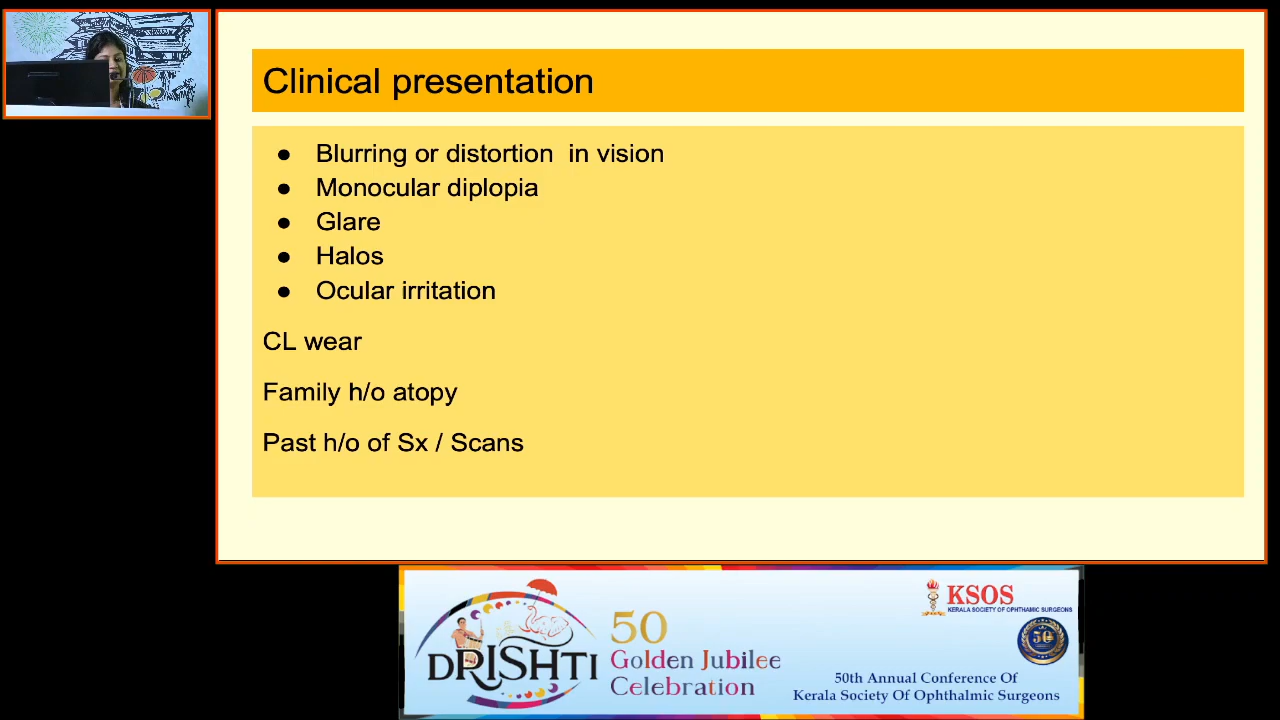 Clinical presentation
● Blurring or distortion in vision
● Monocular diplopia
● Glare
● Halos
● Ocular irritation
CL wear
Family h/o atopy
Past h/o of Sx / Scans
DRISHTI
50
Golden Jubilee
Celebration
KSOS
KERALA SOCIETY OF OPHTHAMIC SURGEONS
50
50th Annual Conference Of
Kerala Society Of Ophthalmic Surgeons